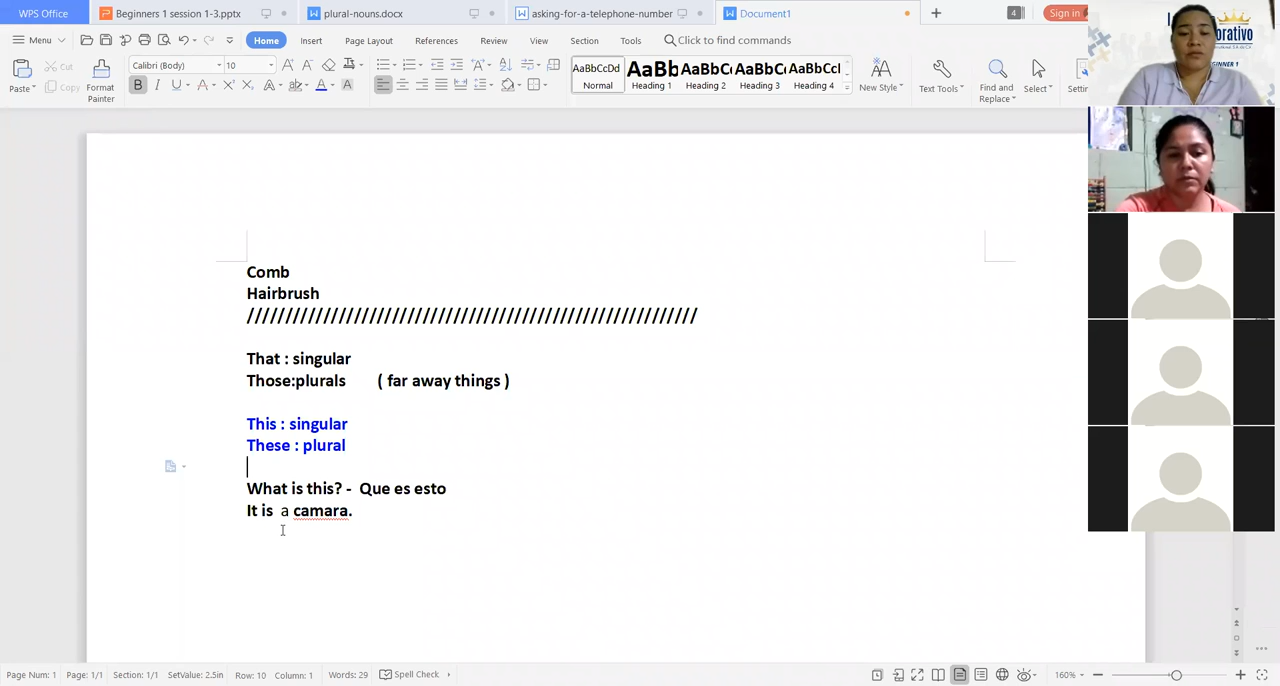 WPS Office
Beginners 1 session 1-3.pptx
plural-nouns.docx
asking-for-a-telephone-number
Document1
4
Sign in
Menu
Home
Insert
Page Layout
References
Review
View
Section
Tools
Click to find commands
Paste
Cut
Copy
Format Painter
Calibri (Body)
10
AaBbCcDd
Normal
AaBb
Heading 1
AaBbC
Heading 2
AaBbC
Heading 3
AaBbCcI
Heading 4
New Style
Text Tools
Find and Replace
Select
Comb
Hairbrush
///////////////////////////////////////////////////////////
That : singular
Those:plurals ( far away things )
This : singular
These : plural
What is this? - Que es esto
It is a camara.
Page Num: 1
Page: 1/1
Section: 1/1
SetValue: 2.5in
Row: 10
Column: 1
Words: 29
Spell Check
160%